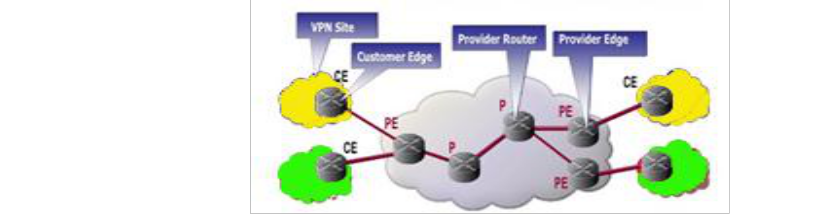 VPN Site
Customer Edge
Provider Router
Provider Edge
CE
CE
P
PE
PE
CE
P
PE